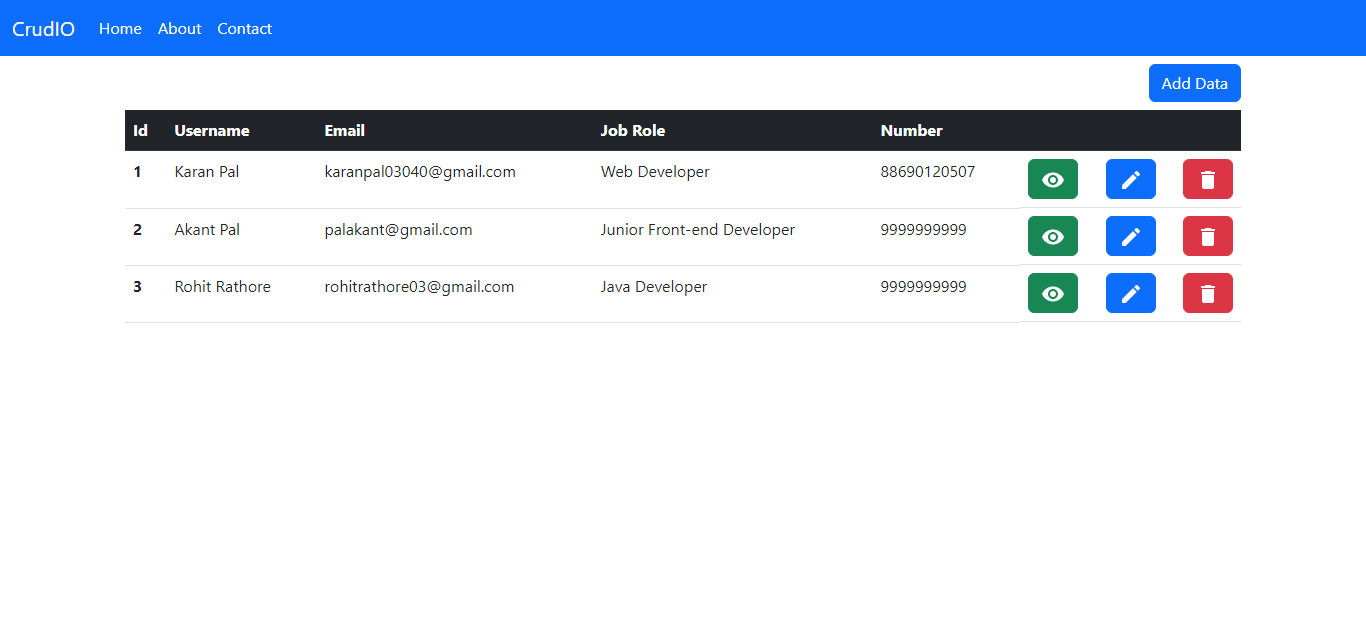 CrudIO Home About Contact
Add Data
Id Username Email Job Role Number
1 Karan Pal karanpal03040@gmail.com Web Developer 88690120507
2 Akant Pal palakant@gmail.com Junior Front-end Developer 9999999999
3 Rohit Rathore rohitrathore03@gmail.com Java Developer 9999999999